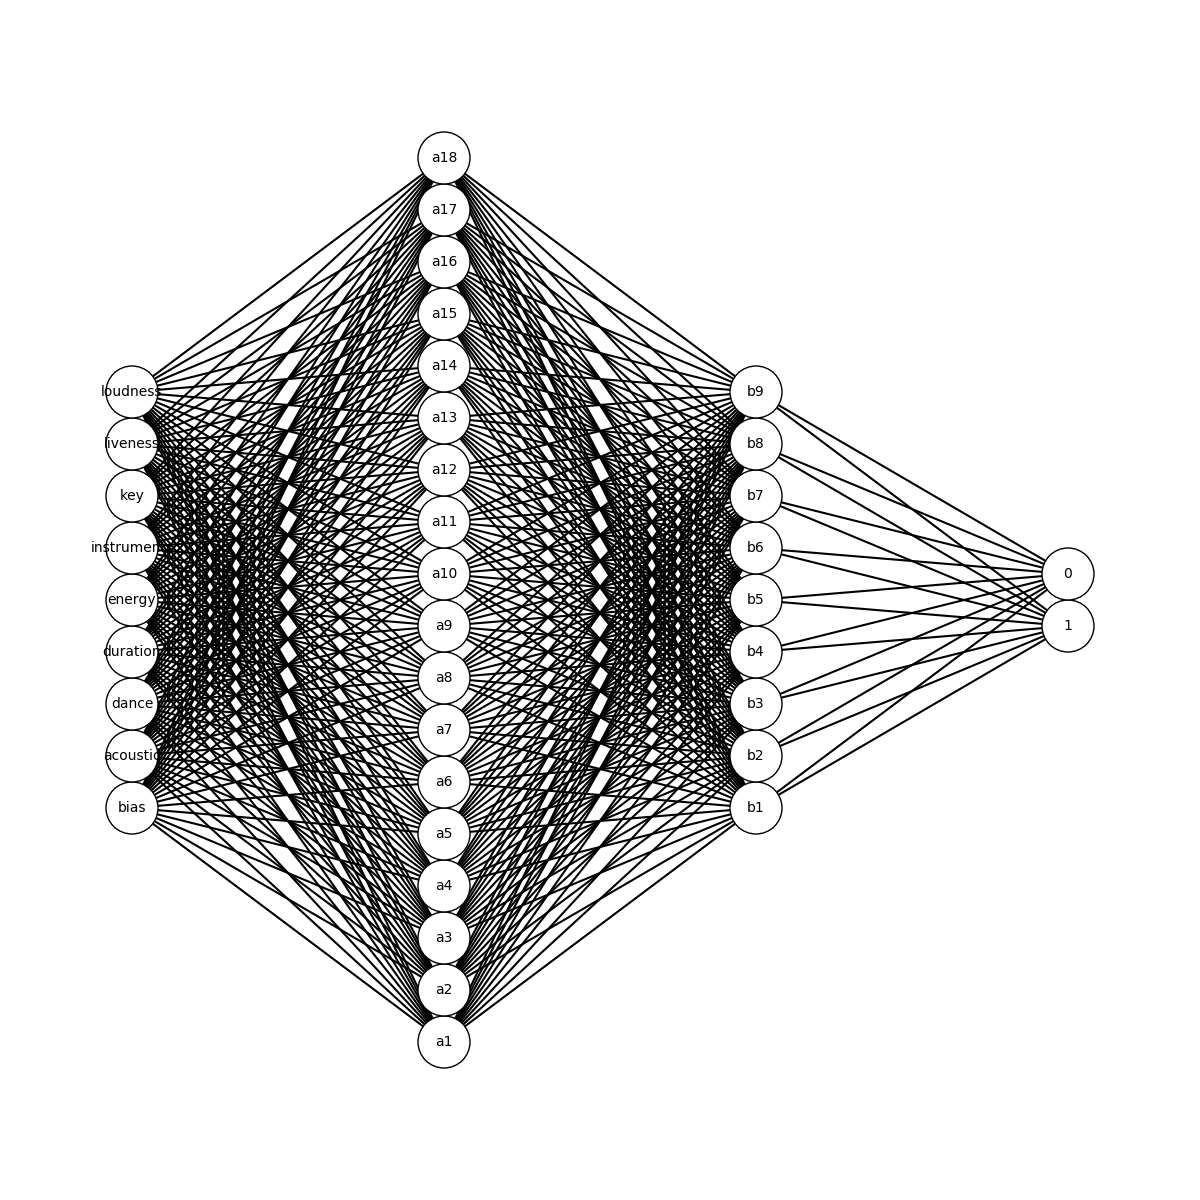 loudness
liveness
key
instrument
energy
duration
dance
acoustic
bias
a18
a17
a16
a15
a14
a13
a12
a11
a10
a9
a8
a7
a6
a5
a4
a3
a2
a1
b9
b8
b7
b6
b5
b4
b3
b2
b1
0
1